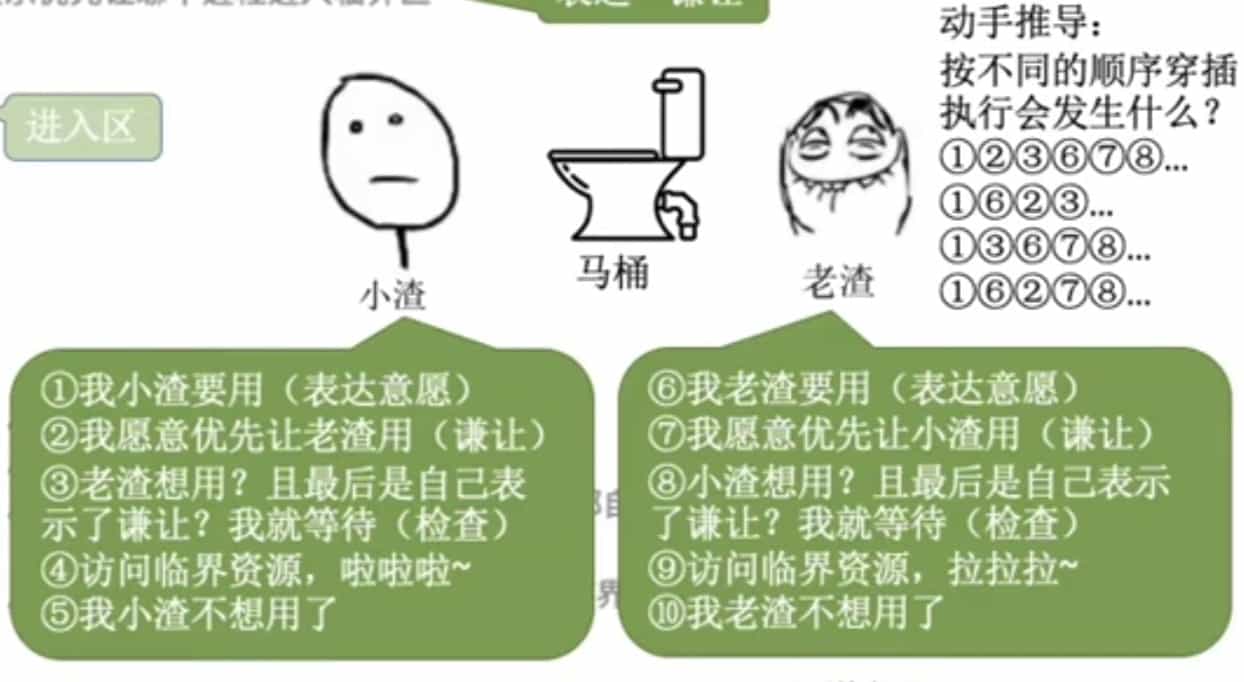 表达"谦让"
进入区
动手推导：
按不同的顺序穿插
执行会发生什么？
①②③⑥⑦⑧...
①⑥②③...
①③⑥⑦⑧...
①⑥②⑦⑧...
小渣
马桶
老渣
①我小渣要用（表达意愿）
②我愿意优先让老渣用（谦让）
③老渣想用？且最后是自己表
示了谦让？我就等待（检查）
④访问临界资源，啦啦啦~
⑤我小渣不想用了
⑥我老渣要用（表达意愿）
⑦我愿意优先让小渣用（谦让）
⑧小渣想用？且最后是自己表示
了谦让？我就等待（检查）
⑨访问临界资源，拉拉拉~
⑩我老渣不想用了
界